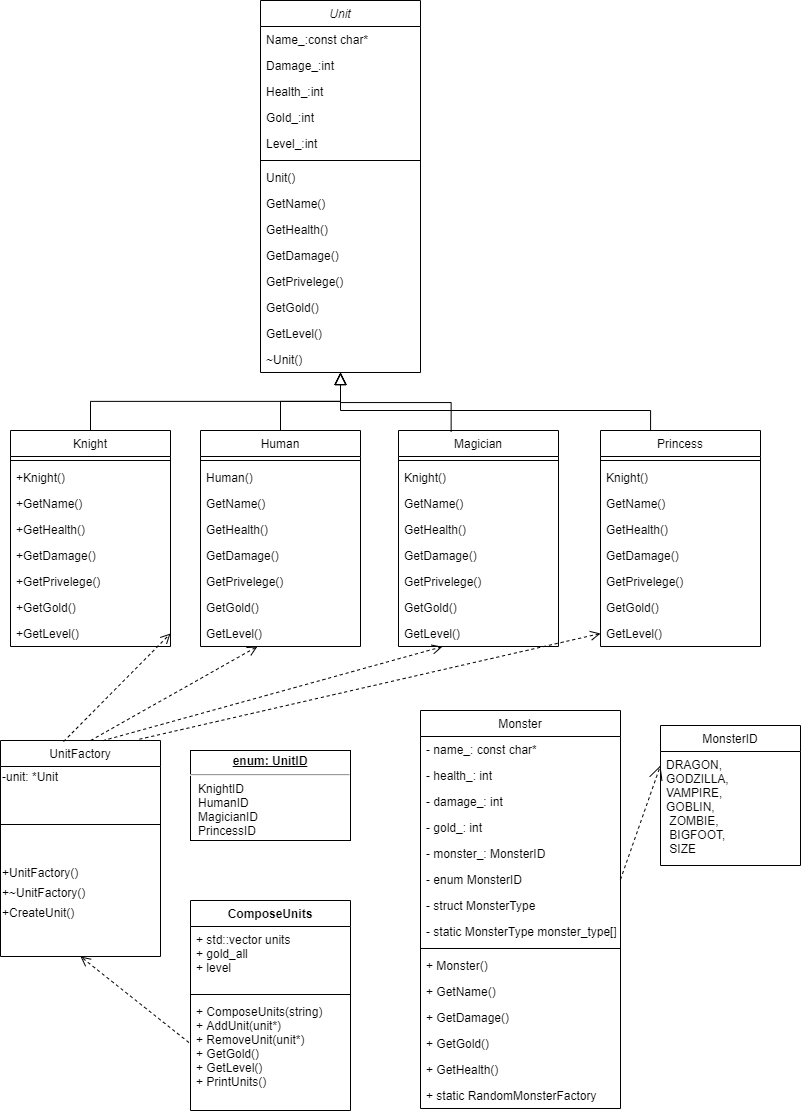 Unit
Name_:const char*
Damage_:int
Health_:int
Gold_:int
Level_:int
Unit()
GetName()
GetHealth()
GetDamage()
GetPrivelege()
GetGold()
GetLevel()
~Unit()
Knight
+Knight()
+GetName()
+GetHealth()
+GetDamage()
+GetPrivelege()
+GetGold()
+GetLevel()
Human
Human()
GetName()
GetHealth()
GetDamage()
GetPrivelege()
GetGold()
GetLevel()
Magician
Knight()
GetName()
GetHealth()
GetDamage()
GetPrivelege()
GetGold()
GetLevel()
Princess
Knight()
GetName()
GetHealth()
GetDamage()
GetPrivelege()
GetGold()
GetLevel()
UnitFactory
-unit: *Unit
+UnitFactory()
+~UnitFactory()
+CreateUnit()
enum: UnitID
KnightID
HumanID
MagicianID
PrincessID
ComposeUnits
+ std::vector units
+ gold_all
+ level
+ ComposeUnits(string)
+ AddUnit(unit*)
+ RemoveUnit(unit*)
+ GetGold()
+ GetLevel()
+ PrintUnits()
Monster
- name_: const char*
- health_: int
- damage_: int
- gold_: int
- monster_: MonsterID
- enum MonsterID
- struct MonsterType
- static MonsterType monster_type[]
+ Monster()
+ GetName()
+ GetDamage()
+ GetGold()
+ GetHealth()
+ static RandomMonsterFactory
MonsterID
DRAGON,
GODZILLA,
VAMPIRE,
GOBLIN,
ZOMBIE,
BIGFOOT,
SIZE